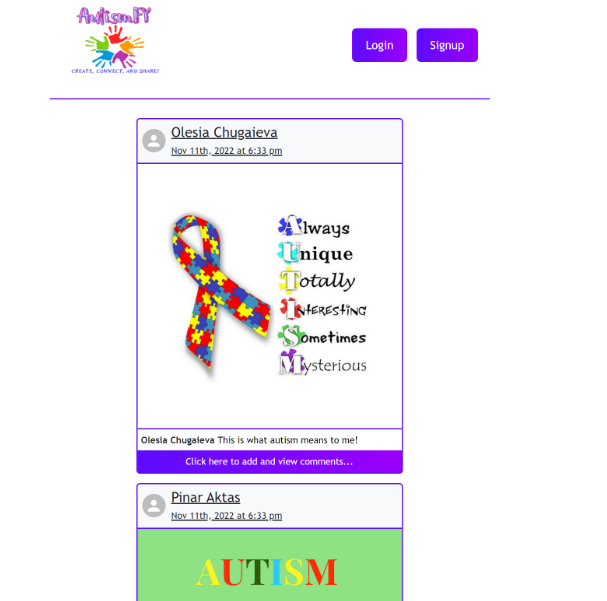 AutismFY
CREATE, CONNECT, AND SHARE!
Login
Signup
Olesia Chugaieva
Nov 11th, 2022 at 6:33 pm
Always
Unique
Totally
Interesting
Sometimes
Mysterious
Olesia Chugaieva This is what autism means to me!
Click here to add and view comments...
Pinar Aktas
Nov 11th, 2022 at 6:33 pm
AUTISM